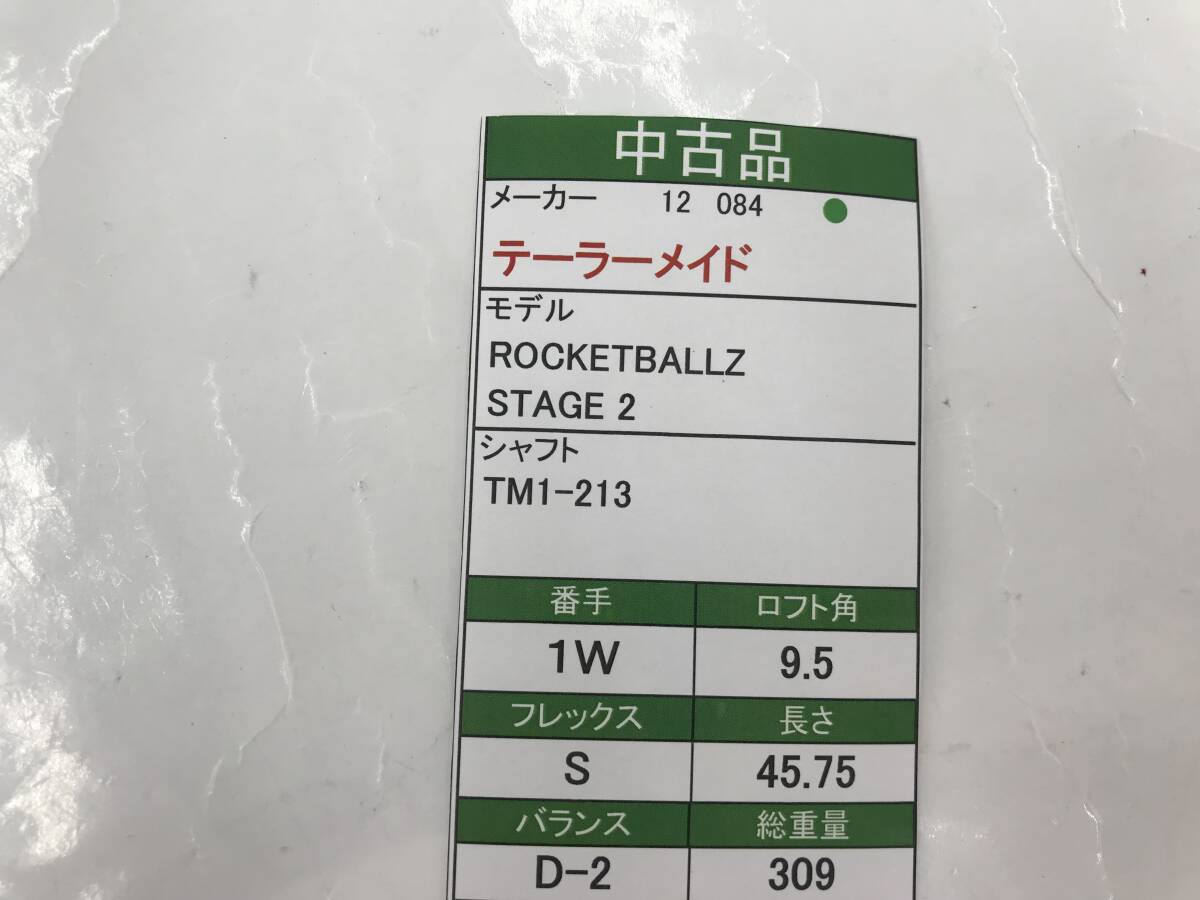 中古品
メーカー 12 084
テーラーメイド
モデル
ROCKETBALLZ
STAGE 2
シャフト
TM1-213
番手 ロフト角
1W 9.5
フレックス 長さ
S 45.75
バランス 総重量
D-2 309